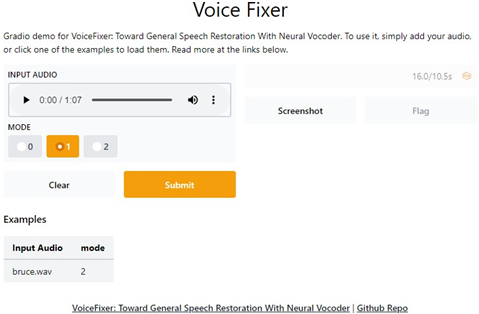 Voice Fixer
Gradio demo for VoiceFixer: Toward General Speech Restoration With Neural Vocoder. To use it, simply add your audio,
or click one of the examples to load them. Read more at the links below.
INPUT AUDIO
0:00 / 1:07
MODE
0 1 2
Clear Submit
16.0/10.5s
Screenshot Flag
Examples
Input Audio mode
bruce.wav 2
VoiceFixer: Toward General Speech Restoration With Neural Vocoder | Github Repo